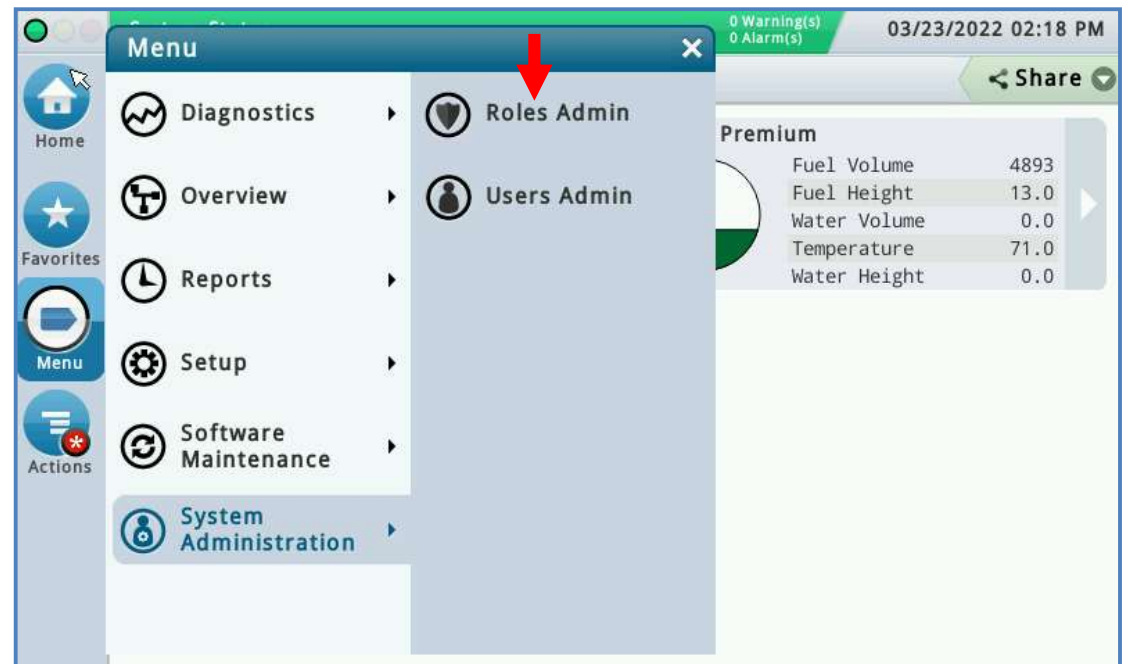 0 Warning(s)
0 Alarm(s)
03/23/2022 02:18 PM
Menu
Share
Home
Favorites
Menu
Actions
Diagnostics
Overview
Reports
Setup
Software
Maintenance
System
Administration
Roles Admin
Users Admin
Premium
Fuel Volume 4893
Fuel Height 13.0
Water Volume 0.0
Temperature 71.0
Water Height 0.0